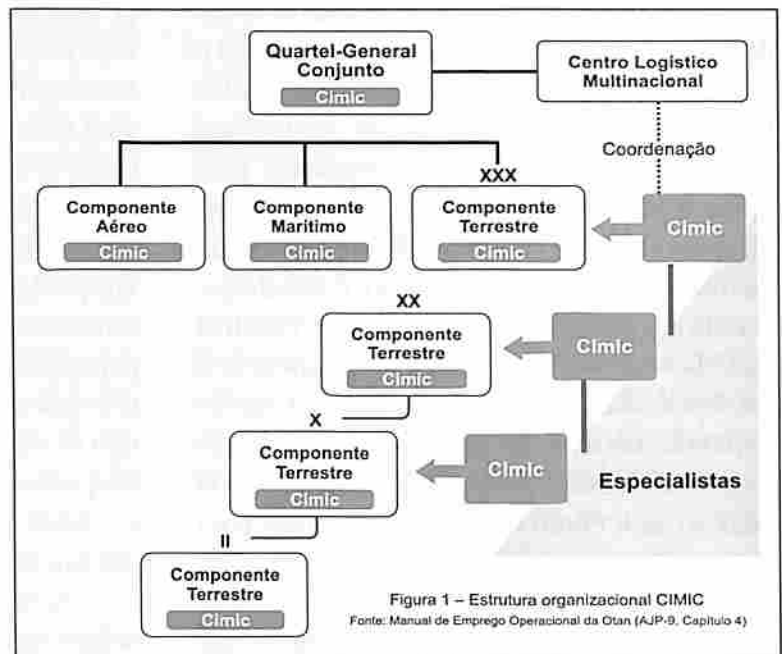 Quartel-General
Conjunto
Cimic
Centro Logístico
Multinacional
Coordenação
XXX
Componente
Aéreo
Cimic
Componente
Marítimo
Cimic
Componente
Terrestre
Cimic
Cimic
XX
Componente
Terrestre
Cimic
Cimic
X
Componente
Terrestre
Cimic
Cimic
Especialistas
II
Componente
Terrestre
Cimic
Figura 1 – Estrutura organizacional CIMIC
Fonte: Manual de Emprego Operacional da Otan (AJP-9, Capítulo 4)